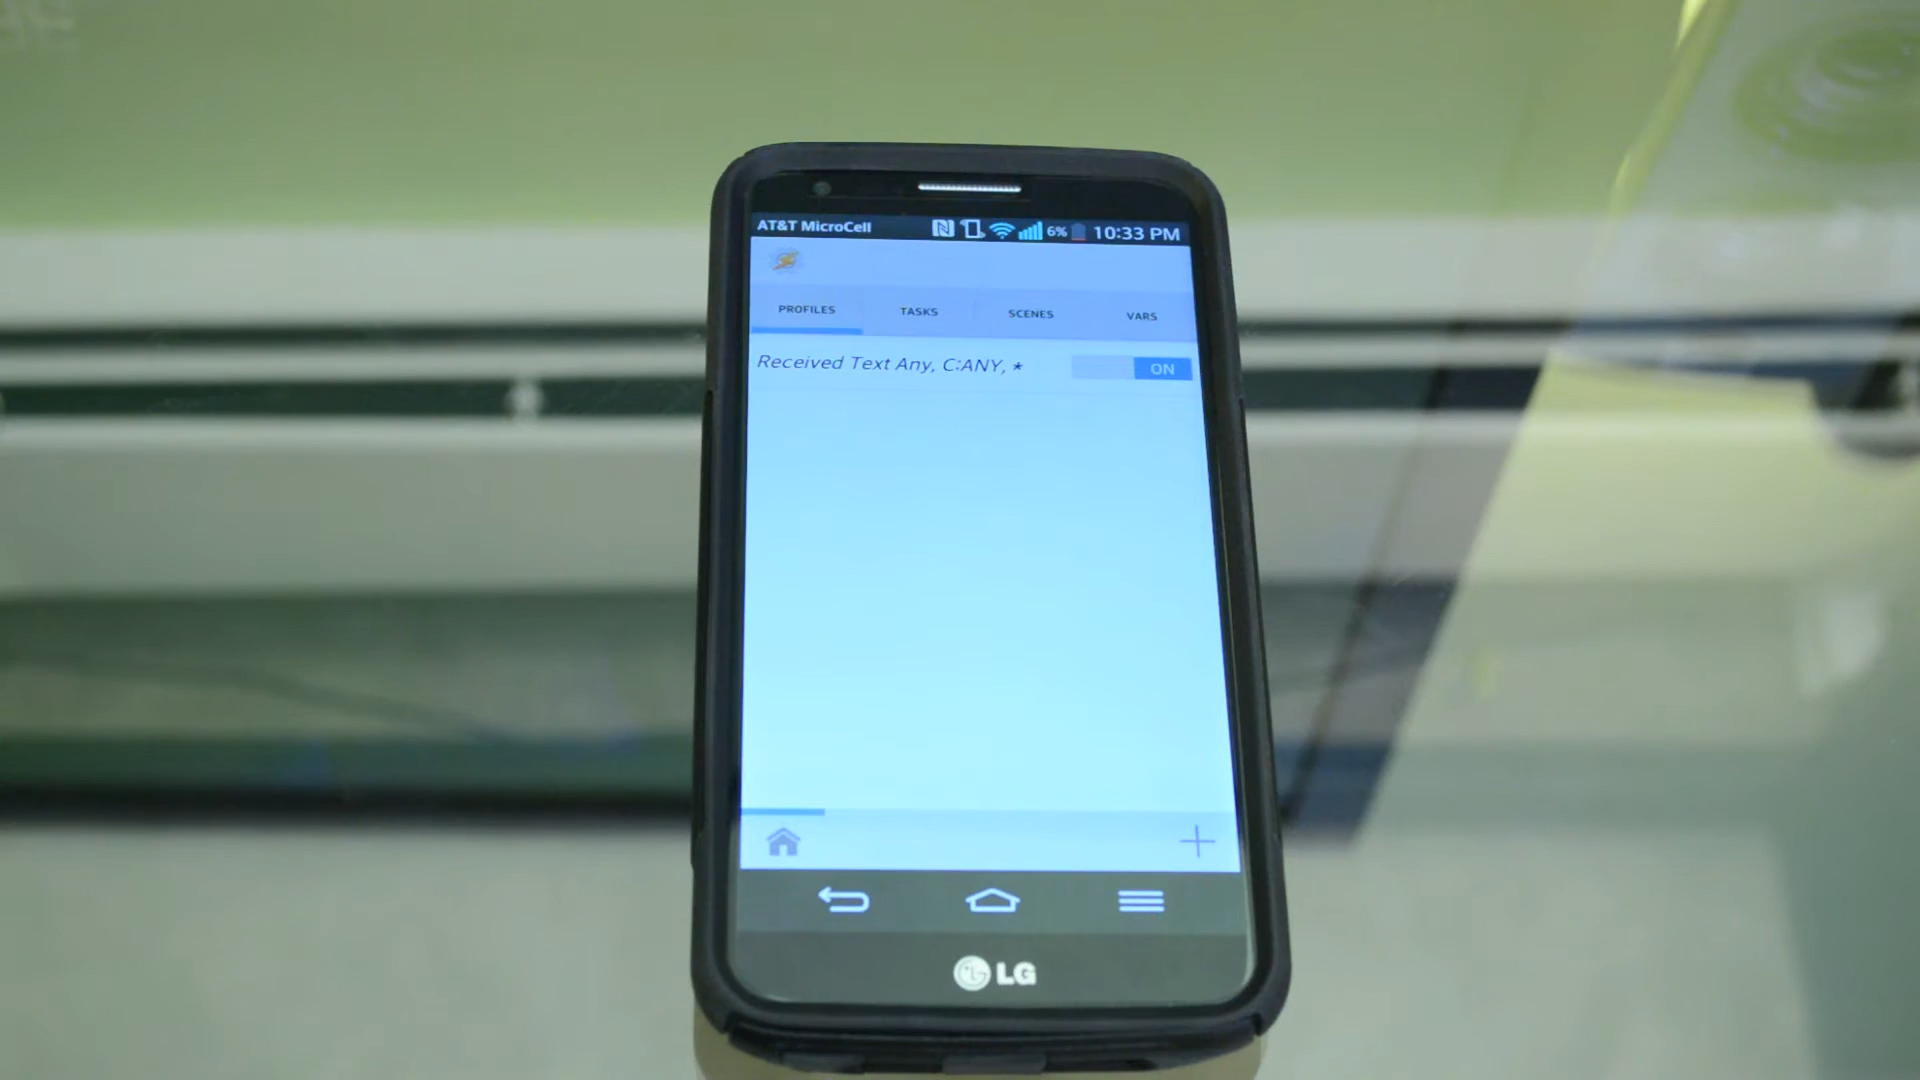 AT&T MicroCell 6% 10:33 PM
PROFILES TASKS SCENES VARS
Received Text Any, C:ANY, * ON
LG